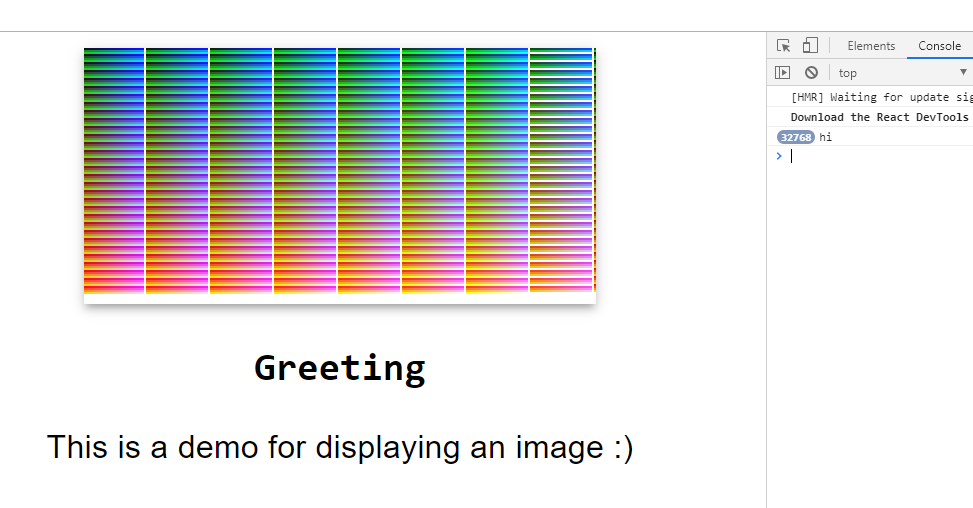 Elements Console
top
[HMR] Waiting for update sig
Download the React DevTools
32768 hi
Greeting
This is a demo for displaying an image :)